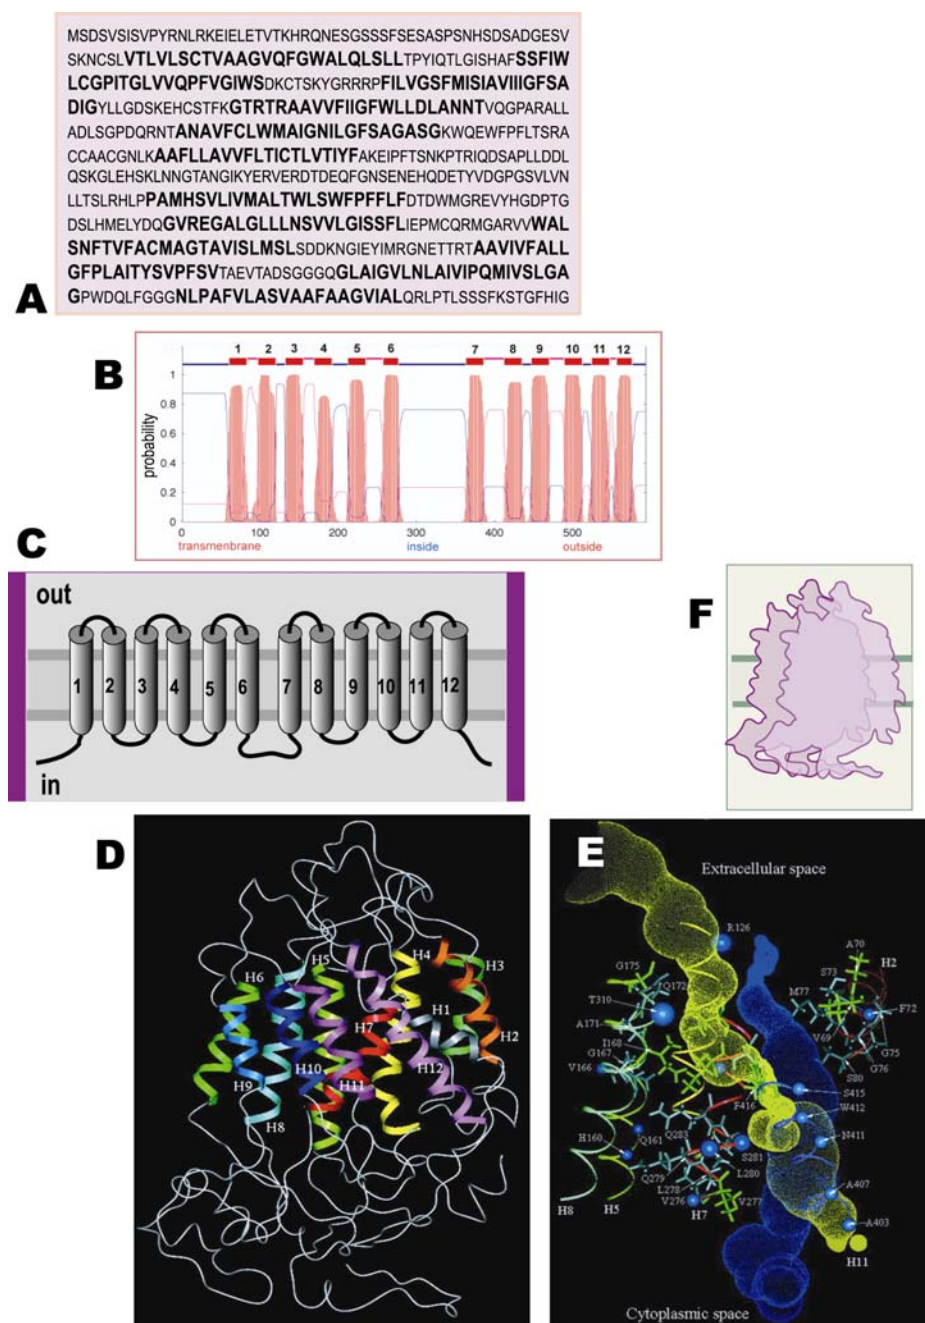 MSDSVSISVPYRNLRKEIELETVTKHRQNESGSSSFSESASPSNHSDSADGESV
SKNCSLVTLVLSCTVAAGVQFGWALQLSLLTPYIQTLGISHAFSSFIW
LCGPITGLVVQPFVGIWSDKCTSKYGRRRPFILVGSFMISIAVIIIGFSA
DIGYLLGDSKEHCSTFKGTRTRAAVVFIIGFWLLDLANNTVQGPARALL
ADLSGPDQRNTANAVFCLWMAIGNILGFSAGASGKWQEWFPFLTSRA
CCAACGNLKAAFLLAVVFLTICTLVTIYFAKEIPFTSNKPTRIQDSAPLLDDL
QSKGLEHSKLNNGTANGIKYERVERDTDEQFGNSENEHQDETYVDGPGSVLVN
LLTSLRHLPPAMHSVLIVMALTWLSWFPFFLFDTDWMGREVYHGDPTG
DSLHMELYDQGVREGALGLLLNSVVLGISSFLIEPMCQRMGARVVWAL
SNFTVFACMAGTAVISLMSLSDDKNGIEYIMRGNETTRTAAVIVFALL
GFPLAITYSVPFSVTAEVTADSGGGQGLAIGVLNLAIVIPQMIVSLGA
GPWDQLFGGGNLPAFVLASVAAFAAGVIALQRLPTLSSSFKSTGFHIG
A
B
1 2 3 4 5 6 7 8 9 10 11 12
probability
1
0.8
0.6
0.4
0.2
0
0 100 200 300 400 500
transmenbrane inside outside
C
out
1 2 3 4 5 6 7 8 9 10 11 12
in
F
D
H4
H5
H3
H6
H1
H7
H2
H10
H12
H9
H11
H8
E
Extracellular space
R126
A70
G175
S73
H2
Q172
M77
F72
T310
A171
I168
V69
G75
G167
G76
V166
S80
S415
F416
W412
H160
Q161
Q283
N411
S281
Q279
L280
L278
A407
V276
V277
H8
H5
H7
A403
H11
Cytoplasmic space